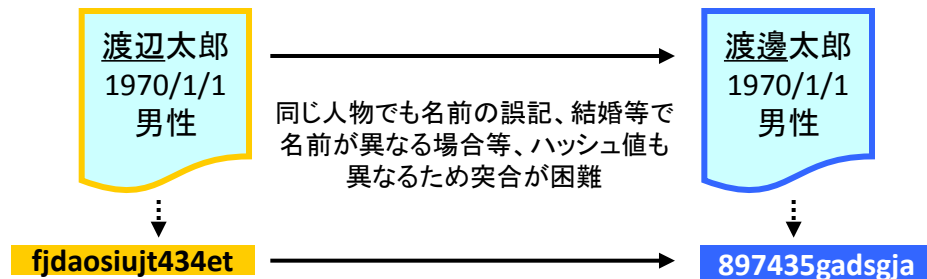 渡辺太郎
1970/1/1
男性
同じ人物でも名前の誤記、結婚等で
名前が異なる場合等、ハッシュ値も
異なるため突合が困難
渡邊太郎
1970/1/1
男性
fjdaosiujt434et
897435gadsgja